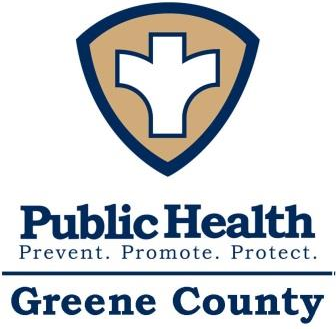 Public Health
Prevent. Promote. Protect.
Greene County